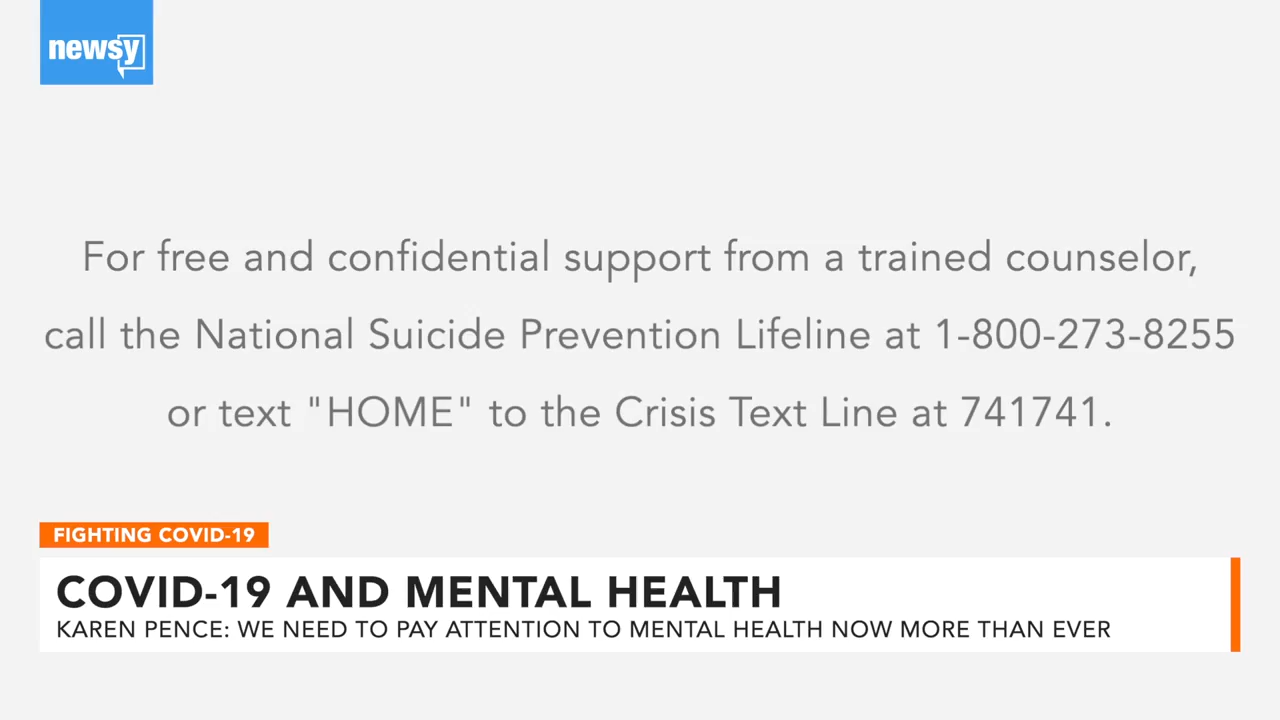 newsy
For free and confidential support from a trained counselor,
call the National Suicide Prevention Lifeline at 1-800-273-8255
or text "HOME" to the Crisis Text Line at 741741.
FIGHTING COVID-19
COVID-19 AND MENTAL HEALTH
KAREN PENCE: WE NEED TO PAY ATTENTION TO MENTAL HEALTH NOW MORE THAN EVER